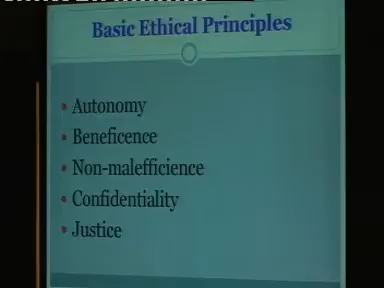 Basic Ethical Principles
• Autonomy
• Beneficence
• Non-malefficience
• Confidentiality
• Justice